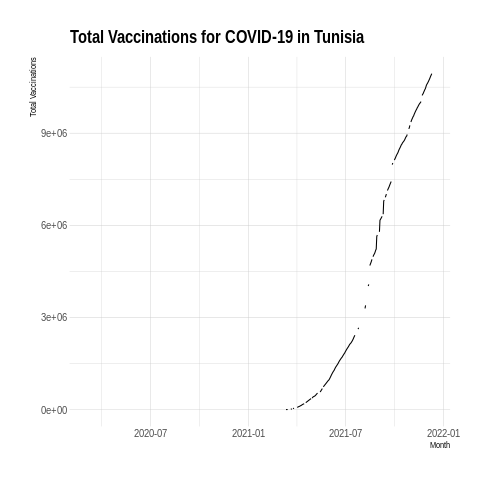 Total Vaccinations for COVID-19 in Tunisia
Total Vaccinations
9e+06
6e+06
3e+06
0e+00
2020-07 2021-01 2021-07 2022-01
Month